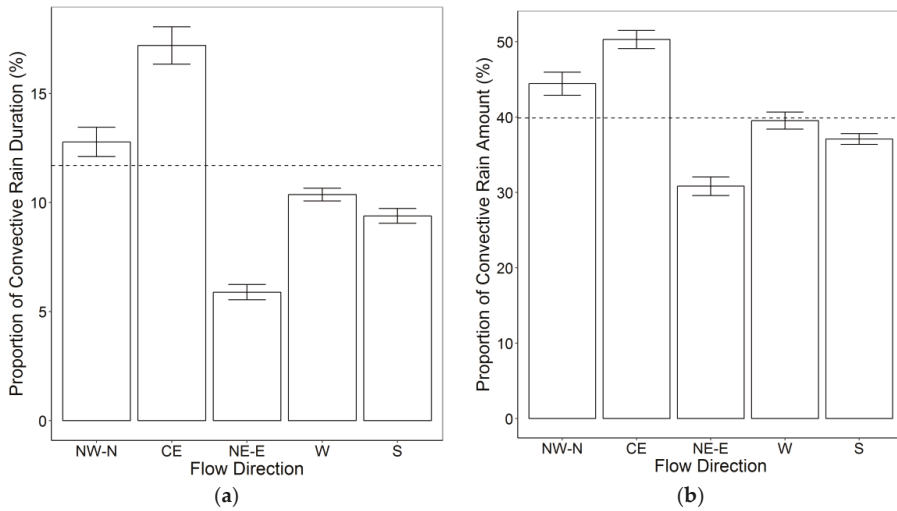 Proportion of Convective Rain Duration (%)
15
10
5
0
NW-N CE NE-E W S
Flow Direction
(a)
Proportion of Convective Rain Amount (%)
50
40
30
20
10
0
NW-N CE NE-E W S
Flow Direction
(b)